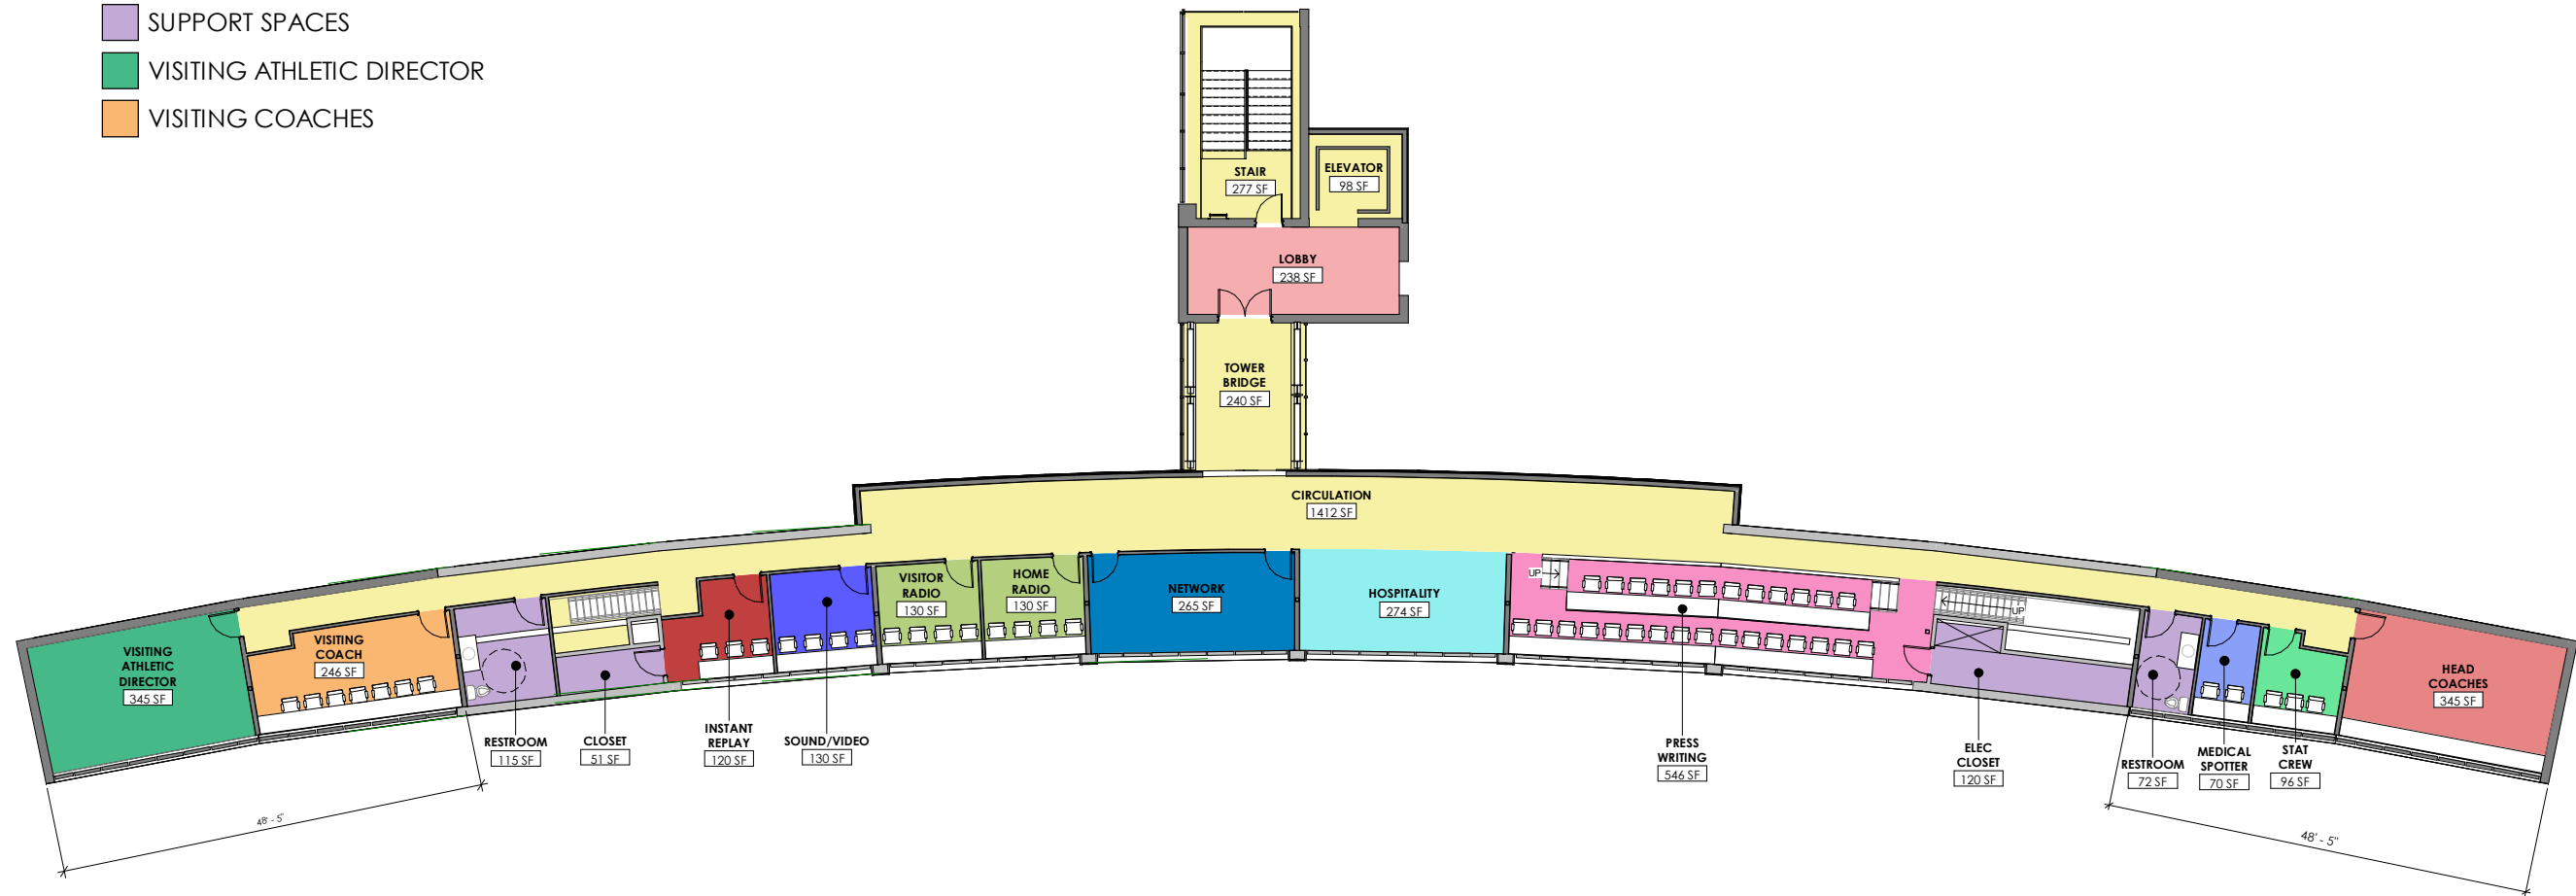 SUPPORT SPACES
VISITING ATHLETIC DIRECTOR
VISITING COACHES
STAIR
277 SF
ELEVATOR
98 SF
LOBBY
238 SF
TOWER
BRIDGE
240 SF
CIRCULATION
1412 SF
VISITING
ATHLETIC
DIRECTOR
345 SF
VISITING
COACH
246 SF
RESTROOM
115 SF
CLOSET
51 SF
INSTANT
REPLAY
120 SF
SOUND/VIDEO
130 SF
VISITOR
RADIO
130 SF
HOME
RADIO
130 SF
NETWORK
265 SF
HOSPITALITY
274 SF
UP
PRESS
WRITING
546 SF
UP
ELEC
CLOSET
120 SF
RESTROOM
72 SF
MEDICAL
SPOTTER
70 SF
STAT
CREW
96 SF
HEAD
COACHES
345 SF
48' - 5"
48' - 5"